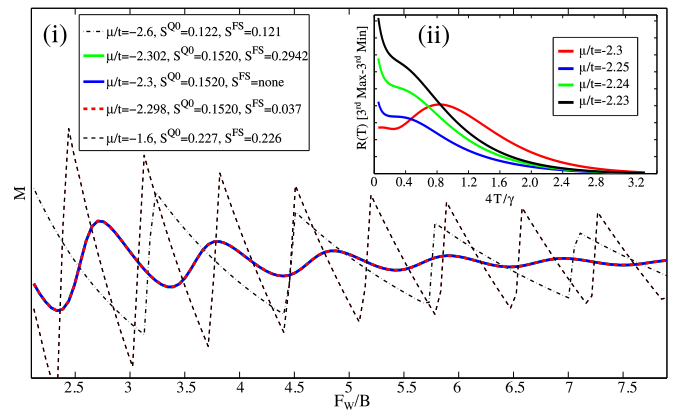 (i)
μ/t=-2.6, S^Q0=0.122, S^FS=0.121
μ/t=-2.302, S^Q0=0.1520, S^FS=0.2942
μ/t=-2.3, S^Q0=0.1520, S^FS=none
μ/t=-2.298, S^Q0=0.1520, S^FS=0.037
μ/t=-1.6, S^Q0=0.227, S^FS=0.226
(ii)
μ/t=-2.3
μ/t=-2.25
μ/t=-2.24
μ/t=-2.23
R(T) [3rd Max-3rd Min]
0 0.4 0.8 1.2 1.6 2.0 2.4 2.8 3.2
4T/γ
M
2.5 3 3.5 4 4.5 5 5.5 6 6.5 7 7.5
F_W/B